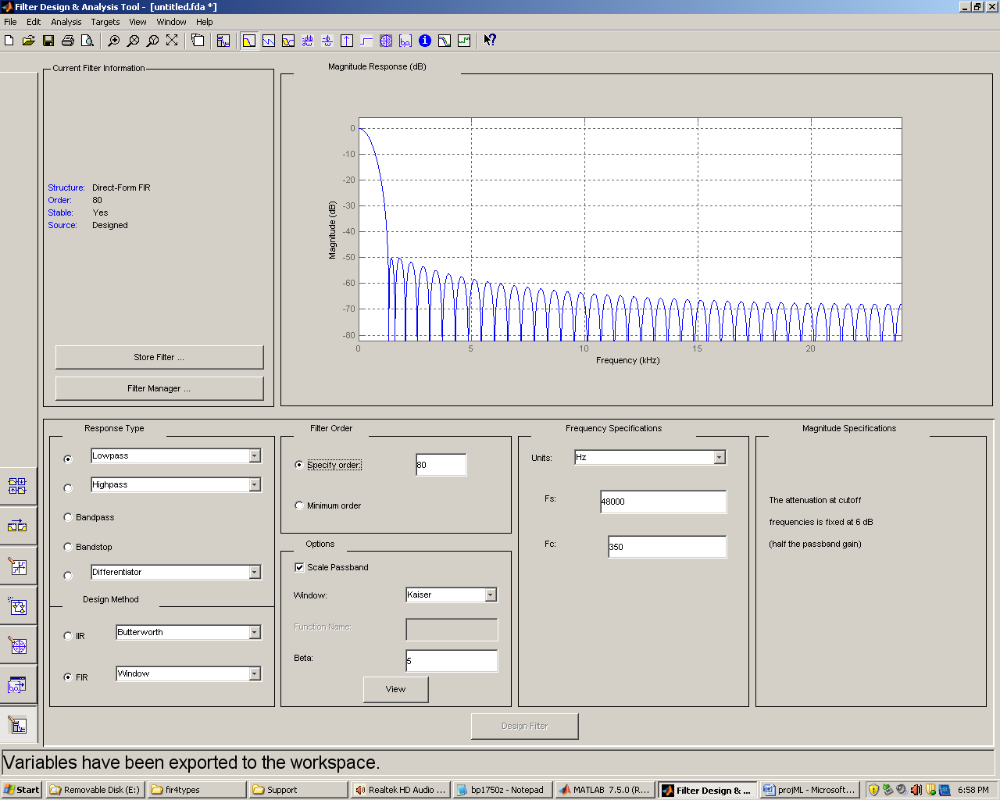 Filter Design & Analysis Tool - [untitled.fda *]
File Edit Analysis Targets View Window Help
Current Filter Information
Structure: Direct-Form FIR
Order: 80
Stable: Yes
Source: Designed
Store Filter ...
Filter Manager ...
Magnitude Response (dB)
0
-10
-20
-30
-40
-50
-60
-70
-80
Magnitude (dB)
0 5 10 15 20
Frequency (kHz)
Response Type
Lowpass
Highpass
Bandpass
Bandstop
Differentiator
Design Method
IIR Butterworth
FIR Window
Filter Order
Specify order: 80
Minimum order
Options
Scale Passband
Window: Kaiser
Function Name:
Beta: 5
View
Frequency Specifications
Units: Hz
Fs: 48000
Fc: 350
Magnitude Specifications
The attenuation at cutoff
frequencies is fixed at 6 dB
(half the passband gain)
Design Filter
Variables have been exported to the workspace.
Start Removable Disk (E:) fir4types Support Realtek HD Audio ... bp1750z - Notepad MATLAB 7.5.0 (R... Filter Design & ... projML - Microsoft... 6:58 PM